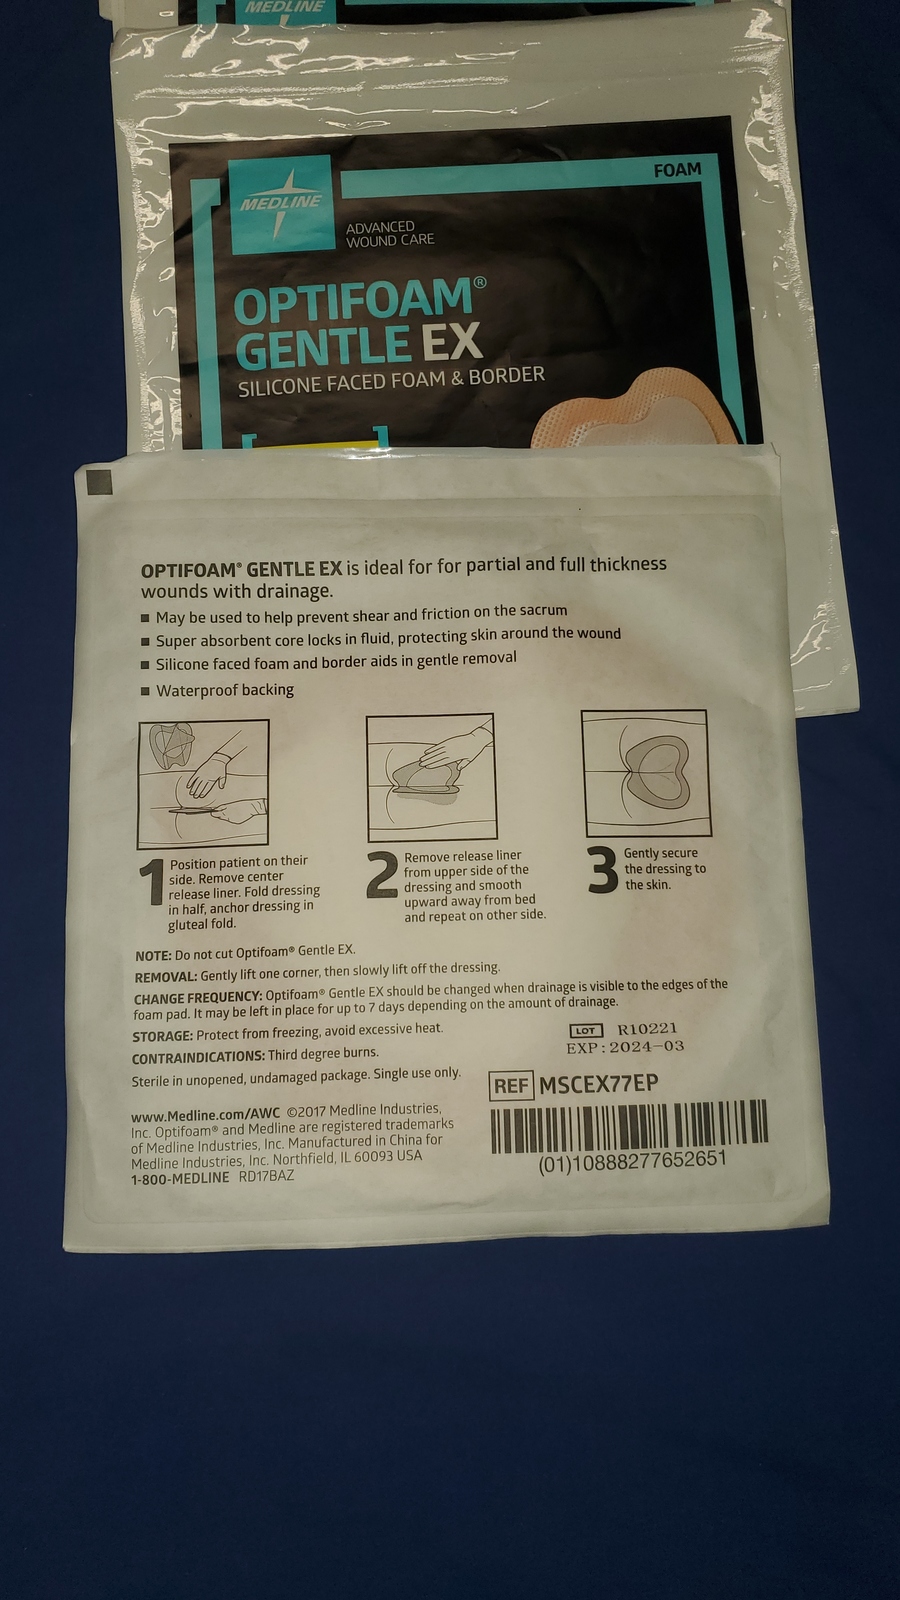 MEDLINE
MEDLINE
FOAM
ADVANCED
WOUND CARE
OPTIFOAM®
GENTLE EX
SILICONE FACED FOAM & BORDER
OPTIFOAM® GENTLE EX is ideal for for partial and full thickness
wounds with drainage.
■ May be used to help prevent shear and friction on the sacrum
■ Super absorbent core locks in fluid, protecting skin around the wound
■ Silicone faced foam and border aids in gentle removal
■ Waterproof backing
1 Position patient on their
side. Remove center
release liner. Fold dressing
in half, anchor dressing in
gluteal fold.
2 Remove release liner
from upper side of the
dressing and smooth
upward away from bed
and repeat on other side.
3 Gently secure
the dressing to
the skin.
NOTE: Do not cut Optifoam® Gentle EX.
REMOVAL: Gently lift one corner, then slowly lift off the dressing.
CHANGE FREQUENCY: Optifoam® Gentle EX should be changed when drainage is visible to the edges of the
foam pad. It may be left in place for up to 7 days depending on the amount of drainage.
STORAGE: Protect from freezing, avoid excessive heat.
CONTRAINDICATIONS: Third degree burns.
Sterile in unopened, undamaged package. Single use only.
LOT R10221
EXP:2024-03
REF MSCEX77EP
(01)10888277652651
www.Medline.com/AWC ©2017 Medline Industries,
Inc. Optifoam® and Medline are registered trademarks
of Medline Industries, Inc. Manufactured in China for
Medline Industries, Inc. Northfield, IL 60093 USA
1-800-MEDLINE RD17BAZ